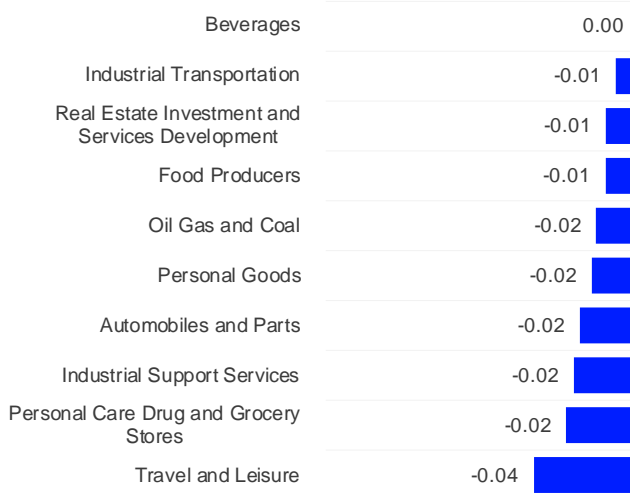 Beverages 0.00
Industrial Transportation -0.01
Real Estate Investment and
Services Development -0.01
Food Producers -0.01
Oil Gas and Coal -0.02
Personal Goods -0.02
Automobiles and Parts -0.02
Industrial Support Services -0.02
Personal Care Drug and Grocery
Stores -0.02
Travel and Leisure -0.04